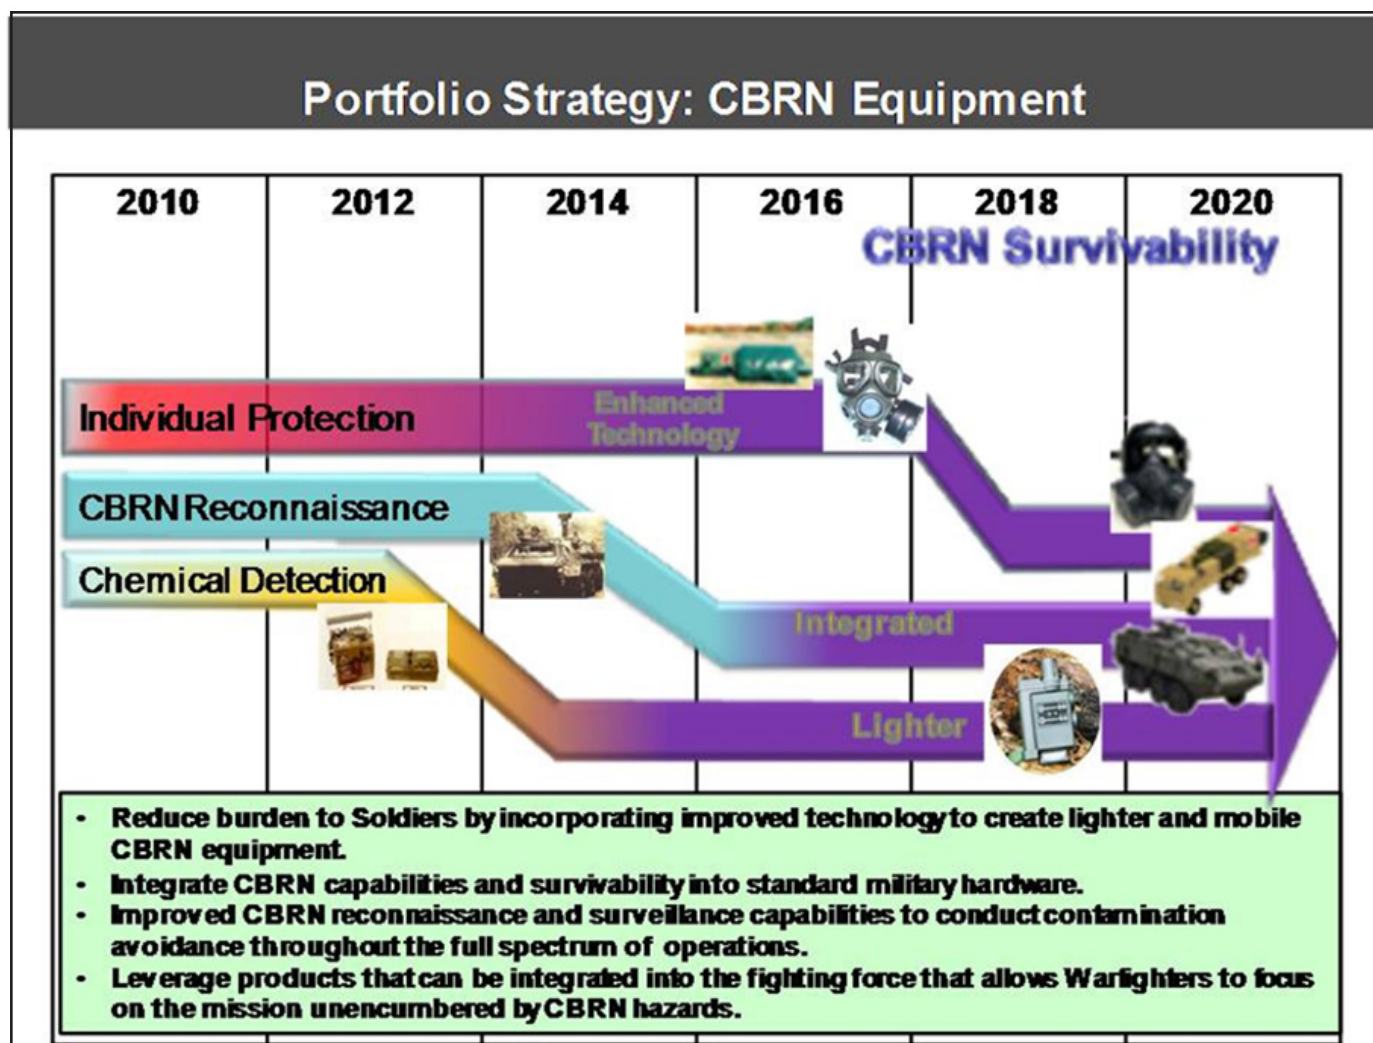 Portfolio Strategy: CBRN Equipment
2010 2012 2014 2016 2018 2020
CBRN Survivability
Individual Protection
Enhanced
Technology
CBRN Reconnaissance
Chemical Detection
Integrated
Lighter
• Reduce burden to Soldiers by incorporating improved technology to create lighter and mobile
CBRN equipment.
• Integrate CBRN capabilities and survivability into standard military hardware.
• Improved CBRN reconnaissance and surveillance capabilities to conduct contamination
avoidance throughout the full spectrum of operations.
• Leverage products that can be integrated into the fighting force that allows Warfighters to focus
on the mission unencumbered by CBRN hazards.